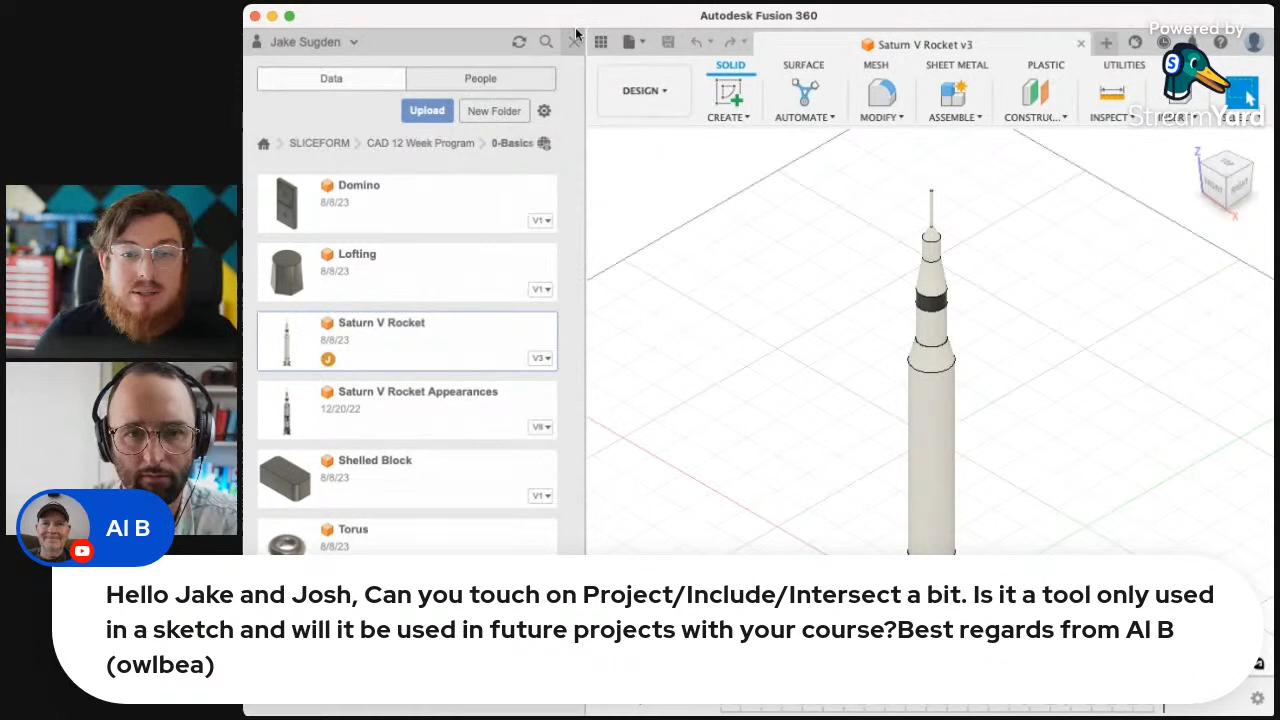 Autodesk Fusion 360
Powered by
StreamYard
Jake Sugden
Data
People
Upload
New Folder
SLICEFORM
CAD 12 Week Program
0-Basics
Domino
8/8/23
V1
Lofting
8/8/23
V1
Saturn V Rocket
8/8/23
J
V3
Saturn V Rocket Appearances
12/20/22
V8
Shelled Block
8/8/23
V1
Torus
8/8/23
Saturn V Rocket v3
DESIGN
SOLID
SURFACE
MESH
SHEET METAL
PLASTIC
UTILITIES
CREATE
AUTOMATE
MODIFY
ASSEMBLE
CONSTRUC...
INSPECT
Z
TOP
FRONT
RIGHT
X
Al B
Hello Jake and Josh, Can you touch on Project/Include/Intersect a bit. Is it a tool only used
in a sketch and will it be used in future projects with your course?Best regards from Al B
(owlbea)